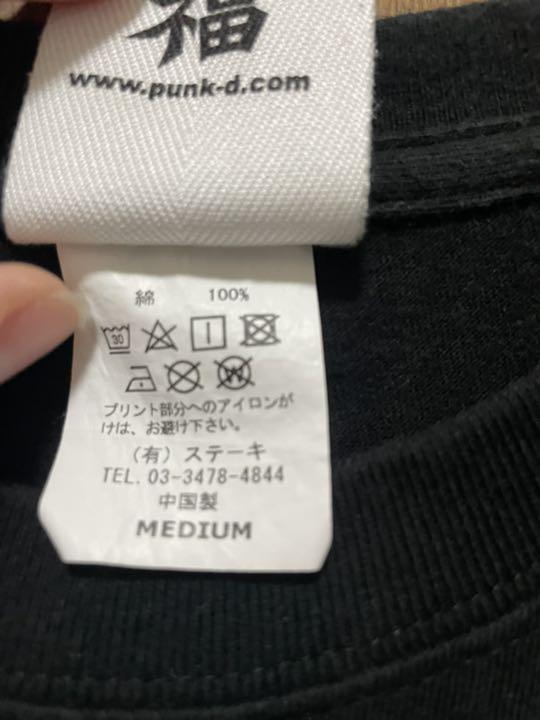 福
www.punk-d.com
綿 100%
30
W
プリント部分へのアイロンが
けは、お避け下さい。
(有) ステーキ
TEL. 03-3478-4844
中国製
MEDIUM